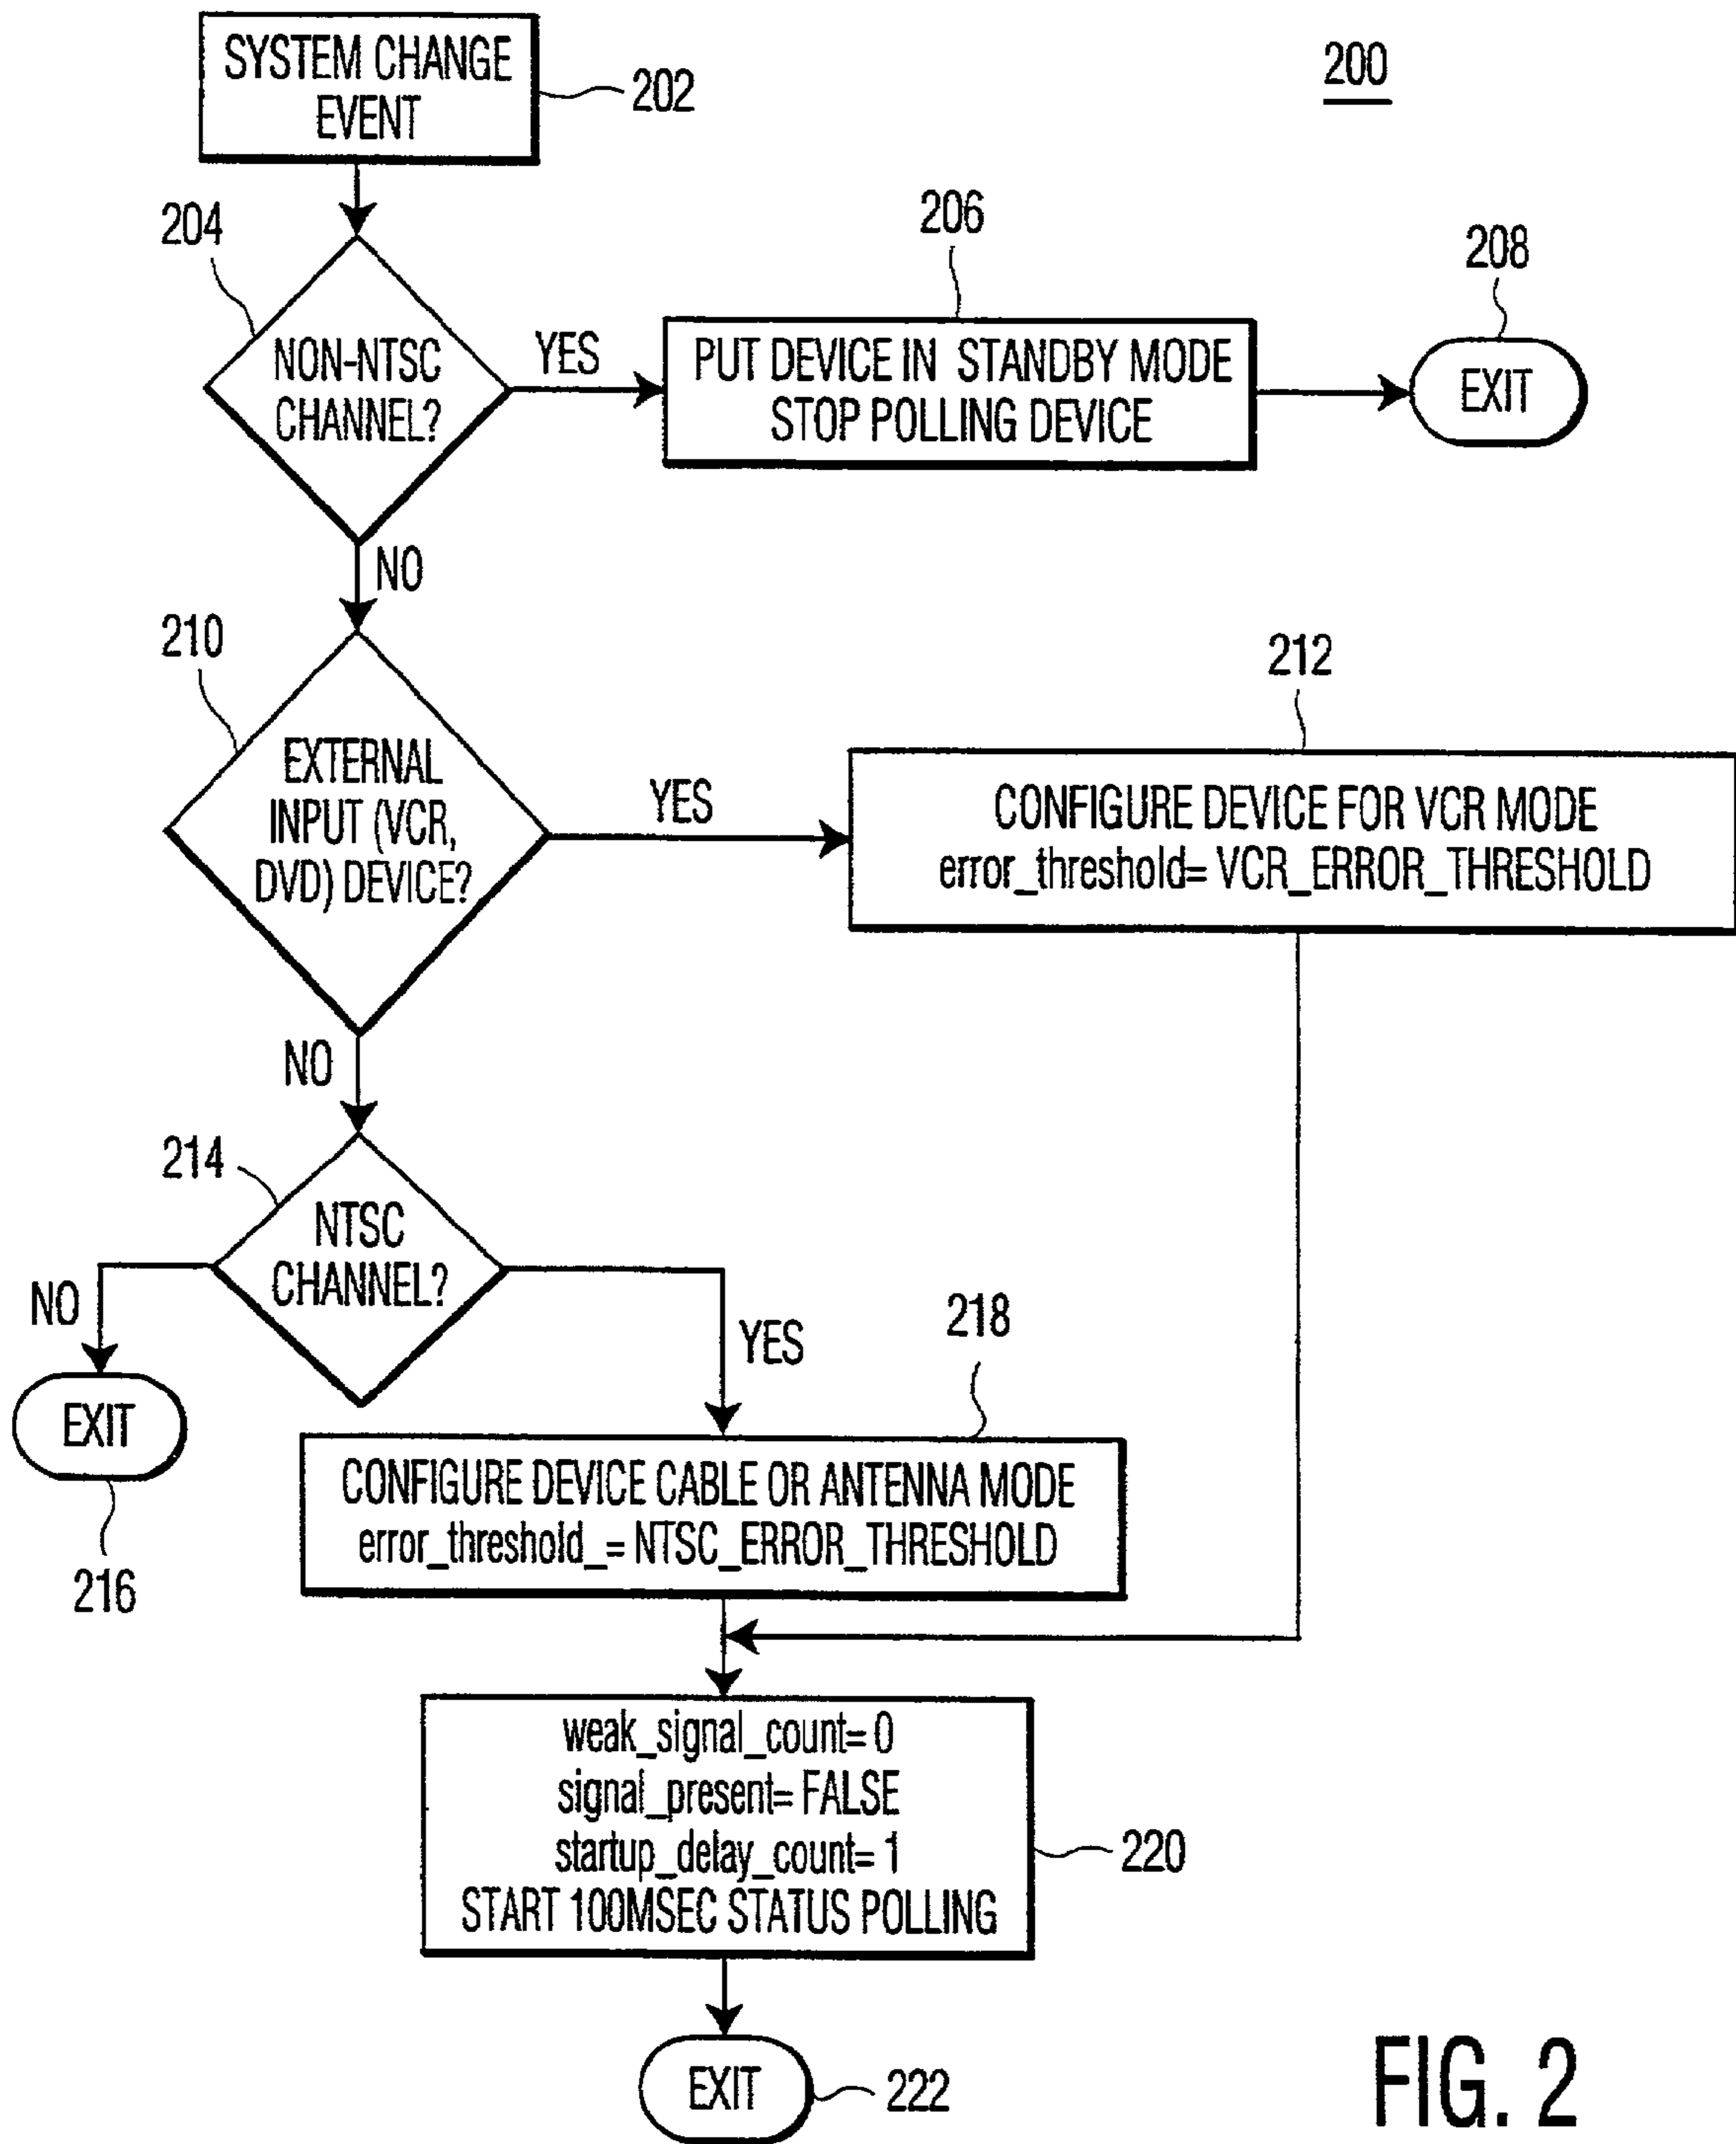 SYSTEM CHANGE
EVENT
202
200
204
NON-NTSC
CHANNEL?
YES
206
PUT DEVICE IN STANDBY MODE
STOP POLLING DEVICE
208
EXIT
NO
210
EXTERNAL
INPUT (VCR,
DVD) DEVICE?
YES
212
CONFIGURE DEVICE FOR VCR MODE
error_threshold= VCR_ERROR_THRESHOLD
NO
214
NTSC
CHANNEL?
NO
EXIT
216
YES
218
CONFIGURE DEVICE CABLE OR ANTENNA MODE
error_threshold_= NTSC_ERROR_THRESHOLD
weak_signal_count= 0
signal_present= FALSE
startup_delay_count= 1
START 100MSEC STATUS POLLING
220
EXIT
222
FIG. 2